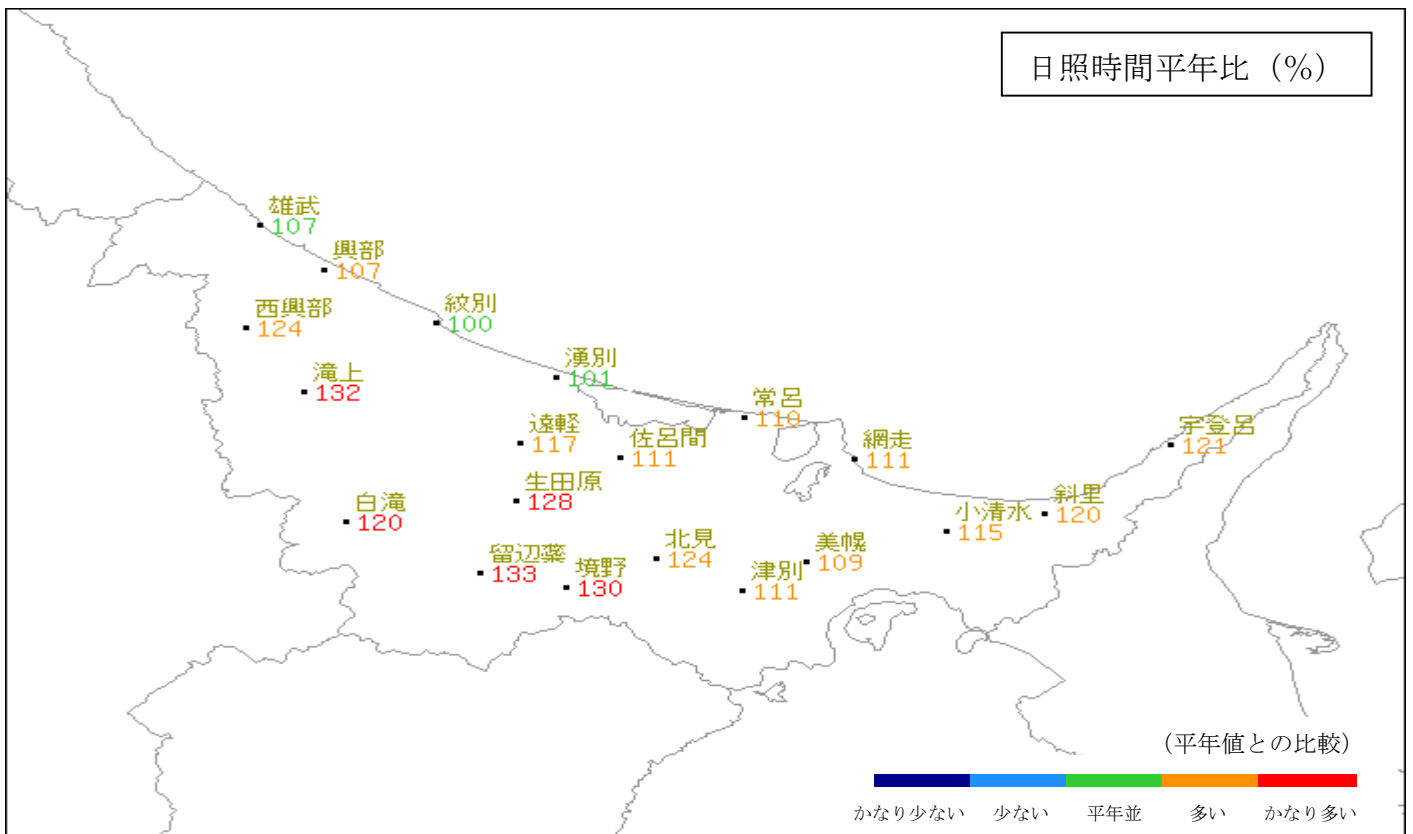 日照時間平年比（％）
雄武
107
興部
107
西興部
124
紋別
100
滝上
132
湧別
101
常呂
110
遠軽
117
佐呂間
111
網走
111
宇登呂
121
生田原
128
白滝
120
斜里
120
小清水
115
留辺蘂
133
境野
130
北見
124
美幌
109
津別
111
（平年値との比較）
かなり少ない 少ない 平年並 多い かなり多い